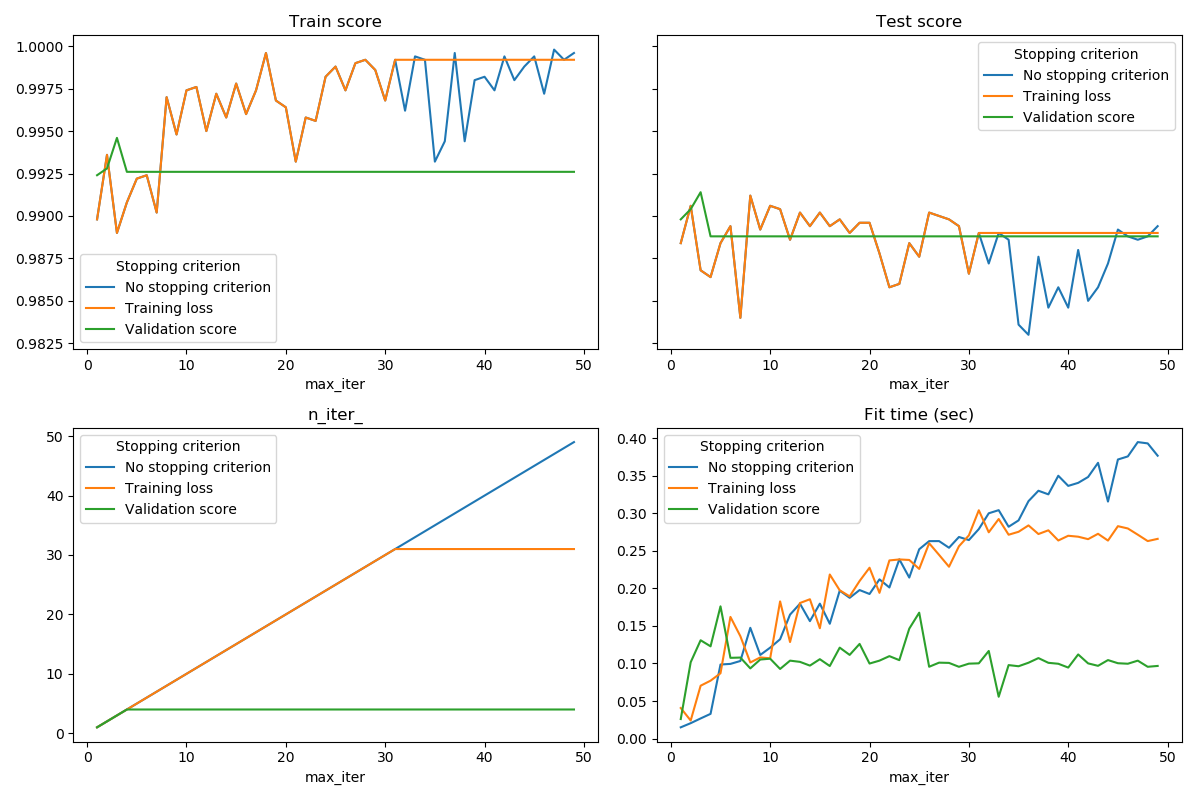 Train score
1.0000
0.9975
0.9950
0.9925
0.9900
0.9875
0.9850
0.9825
Stopping criterion
No stopping criterion
Training loss
Validation score
0 10 20 30 40 50
max_iter
Test score
Stopping criterion
No stopping criterion
Training loss
Validation score
0 10 20 30 40 50
max_iter
n_iter_
50
40
30
20
10
0
Stopping criterion
No stopping criterion
Training loss
Validation score
0 10 20 30 40 50
max_iter
Fit time (sec)
0.40
0.35
0.30
0.25
0.20
0.15
0.10
0.05
0.00
Stopping criterion
No stopping criterion
Training loss
Validation score
0 10 20 30 40 50
max_iter